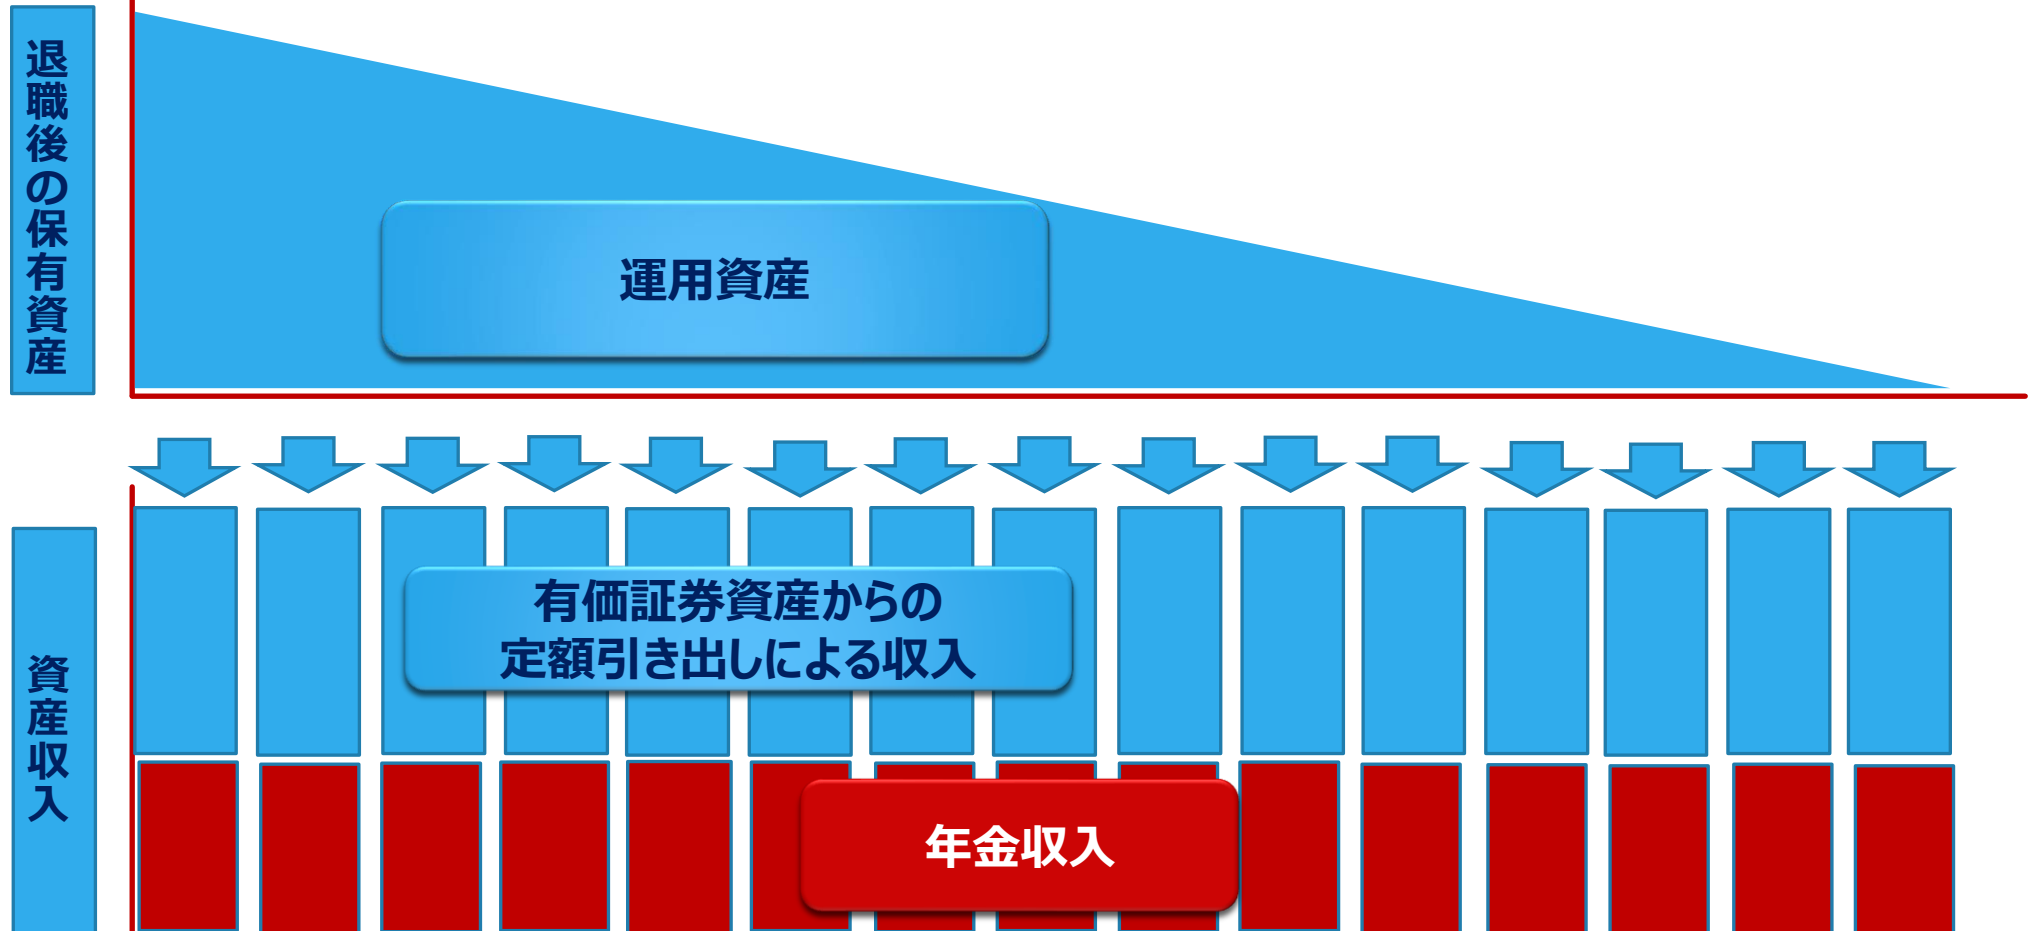 退職後の保有資産
運用資産
有価証券資産からの
定額引き出しによる収入
資産収入
年金収入